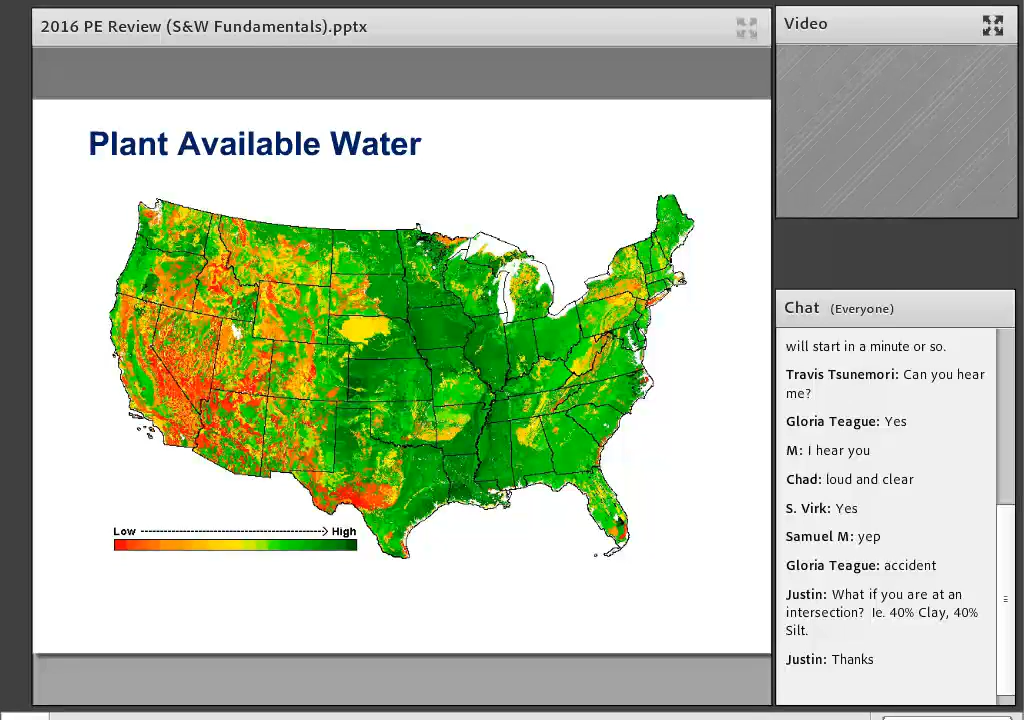 2016 PE Review (S&W Fundamentals).pptx
Plant Available Water
Low
High
Video
Chat (Everyone)
will start in a minute or so.
Travis Tsunemori: Can you hear
me?
Gloria Teague: Yes
M: I hear you
Chad: loud and clear
S. Virk: Yes
Samuel M: yep
Gloria Teague: accident
Justin: What if you are at an
intersection? Ie. 40% Clay, 40%
Silt.
Justin: Thanks